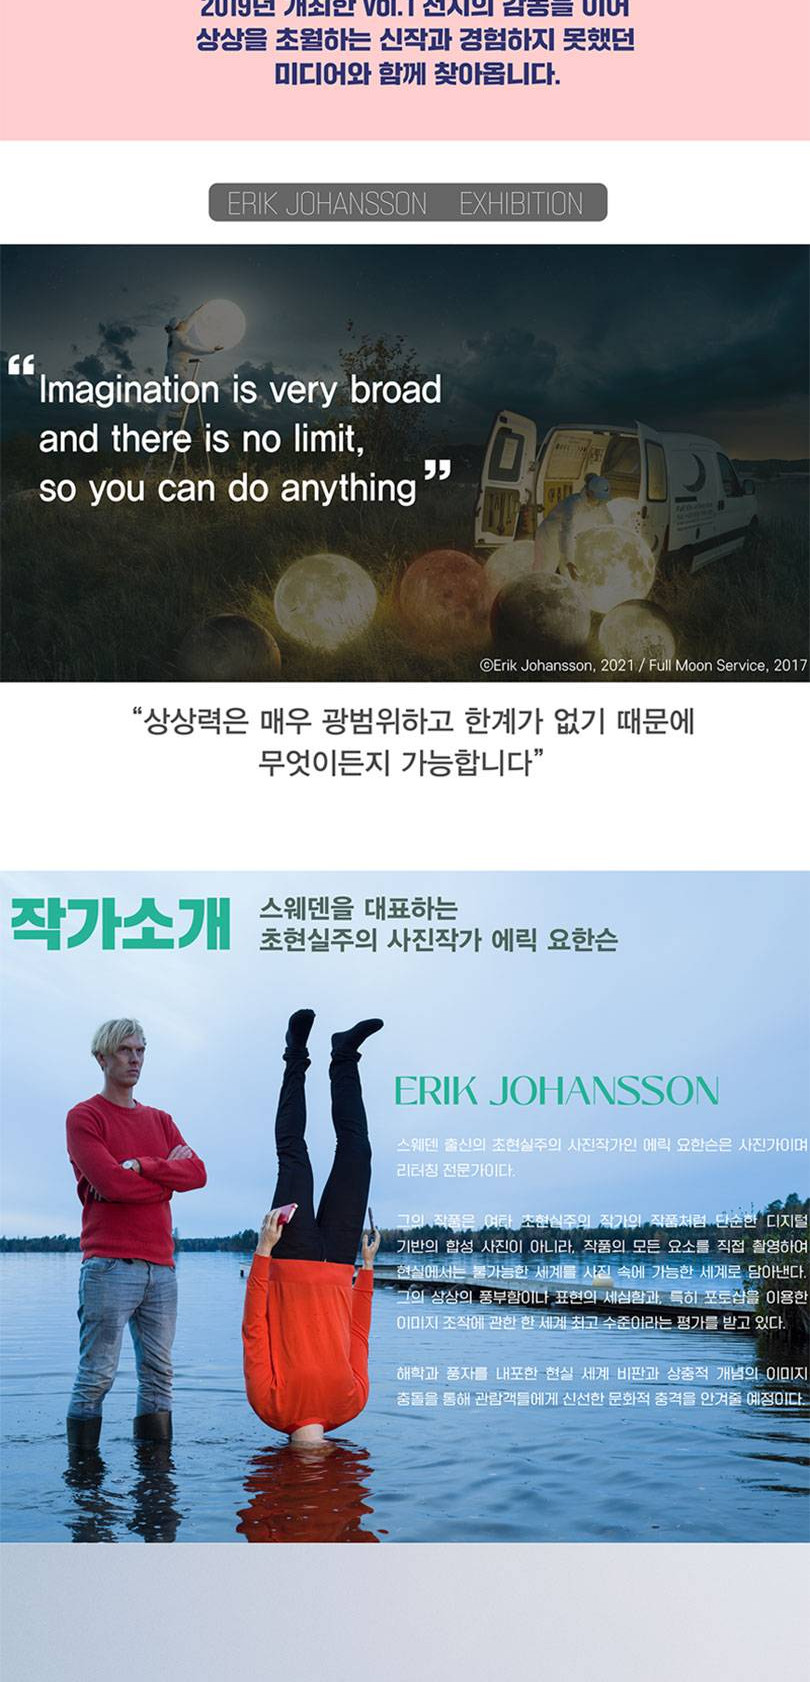 2019년 개최한 Vol.1 전시의 감동을 이어
상상을 초월하는 신작과 경험하지 못했던
미디어와 함께 찾아옵니다.
ERIK JOHANSSON EXHIBITION
“Imagination is very broad
and there is no limit,
so you can do anything”
©Erik Johansson, 2021 / Full Moon Service, 2017
“상상력은 매우 광범위하고 한계가 없기 때문에
무엇이든지 가능합니다”
작가소개
스웨덴을 대표하는
초현실주의 사진작가 에릭 요한슨
ERIK JOHANSSON
스웨덴 출신의 초현실주의 사진작가인 에릭 요한슨은 사진가이며
리터칭 전문가이다.
그의 작품은 여타 초현실주의 작가의 작품처럼 단순한 디지털
기반의 합성 사진이 아니라, 작품의 모든 요소를 직접 촬영하여
현실에서는 불가능한 세계를 사진 속에 가능한 세계로 담아낸다.
그의 상상의 풍부함이나 표현의 세심함과, 특히 포토샵을 이용한
이미지 조작에 관한 한 세계 최고 수준이라는 평가를 받고 있다.
해학과 풍자를 내포한 현실 세계 비판과 상충적 개념의 이미지
충돌을 통해 관람객들에게 신선한 문화적 충격을 안겨줄 예정이다.